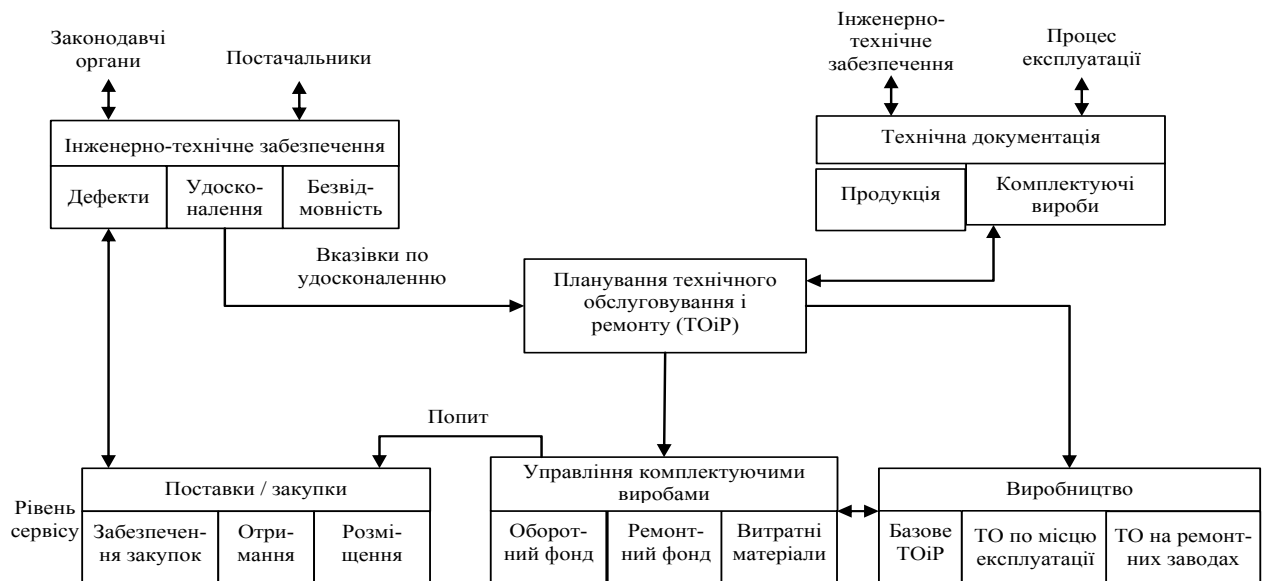 Законодавчі
органи
Постачальники
Інженерно-
технічне
забезпечення
Процес
експлуатації
Інженерно-технічне забезпечення
Дефекти
Удоско-
налення
Безвід-
мовність
Технічна документація
Продукція
Комплектуючі
вироби
Вказівки по
удосконаленню
Планування технічного
обслуговування і
ремонту (ТОіР)
Попит
Рівень
сервісу
Поставки / закупки
Забезпечен-
ня закупок
Отри-
мання
Розмі-
щення
Управління комплектуючими
виробами
Оборот-
ний фонд
Ремонт-
ний фонд
Витратні
матеріали
Виробництво
Базове
ТОіР
ТО по місцю
експлуатації
ТО на ремонт-
них заводах